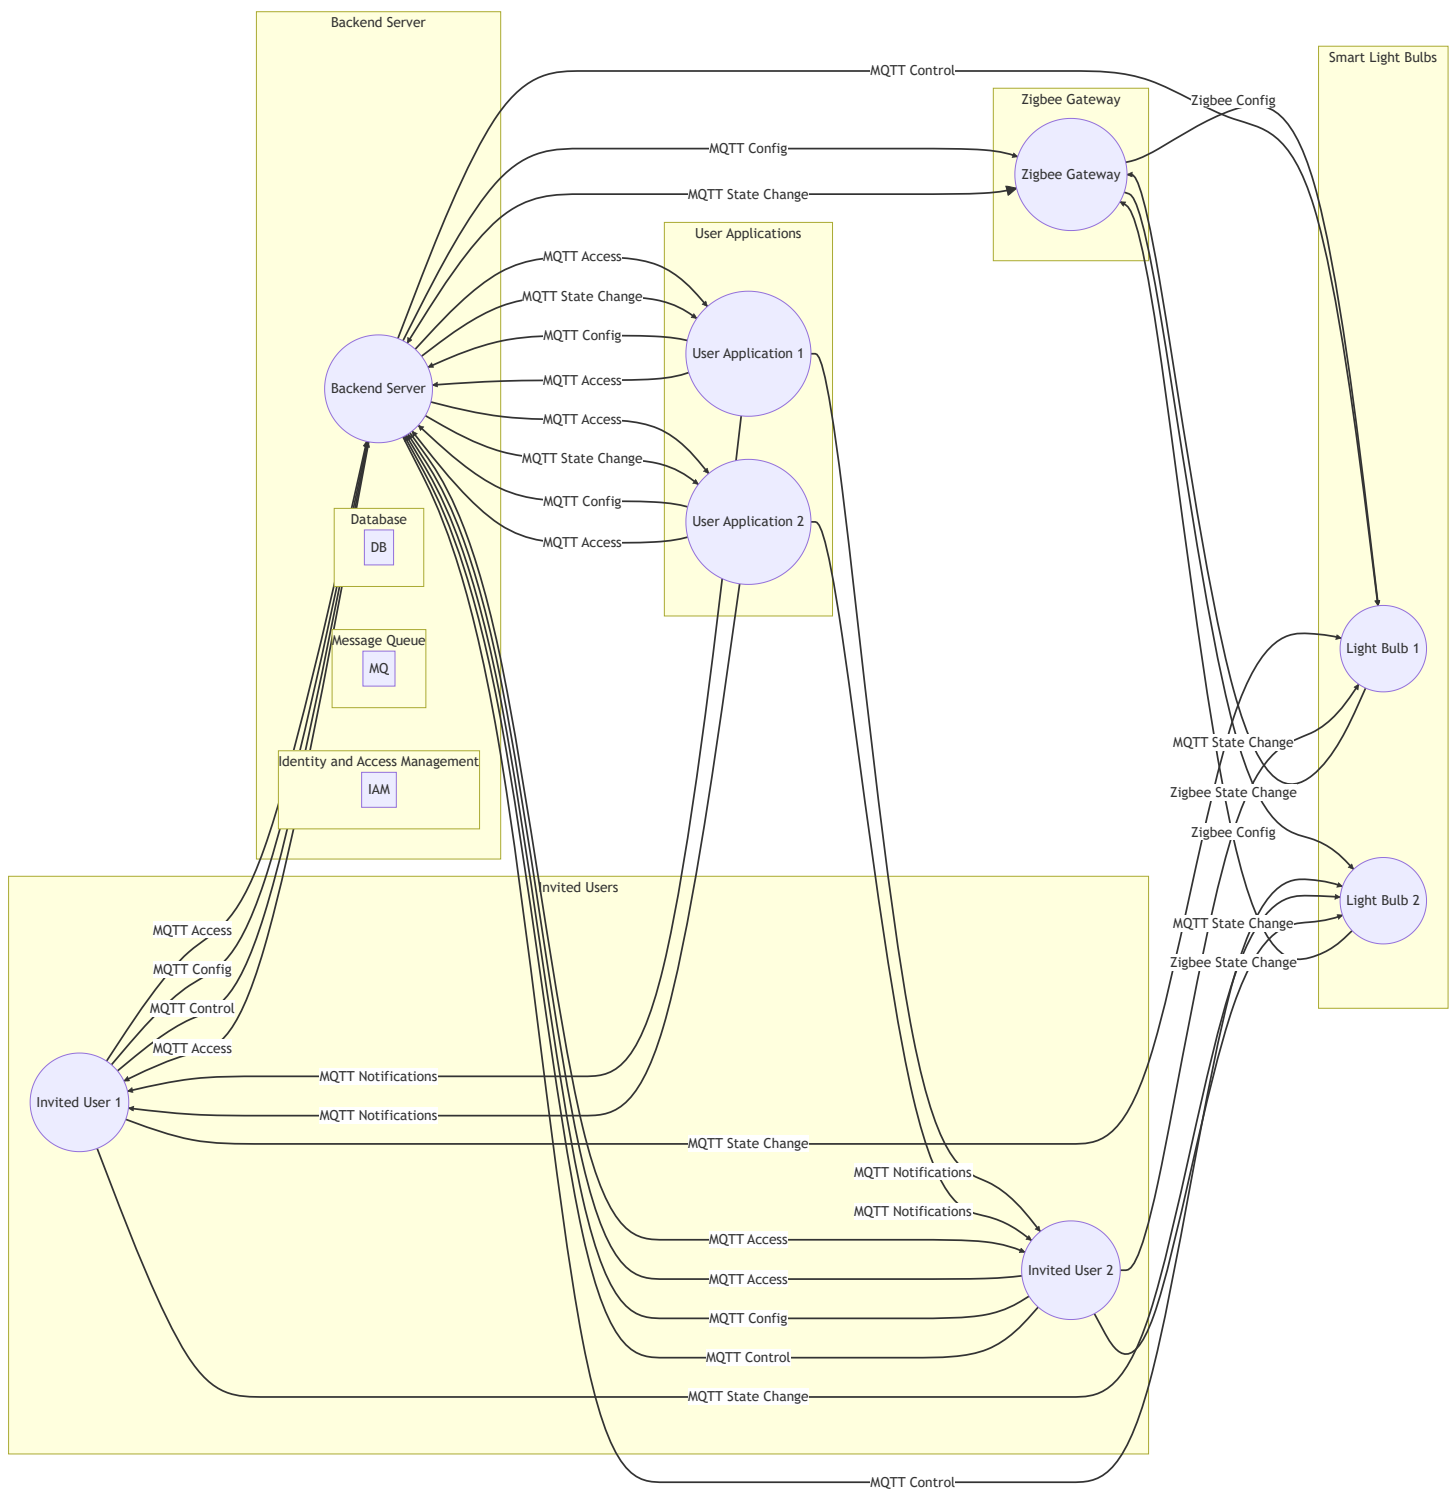 Backend Server
Smart Light Bulbs
MQTT Control
Zigbee Gateway
Zigbee Config
MQTT Config
Zigbee Gateway
MQTT State Change
User Applications
MQTT Access
MQTT State Change
MQTT Config
User Application 1
MQTT Access
Backend Server
MQTT Access
MQTT State Change
MQTT Config
User Application 2
MQTT Access
Database
DB
Message Queue
MQ
Light Bulb 1
MQTT State Change
Identity and Access Management
IAM
Zigbee State Change
Zigbee Config
Invited Users
Light Bulb 2
MQTT State Change
MQTT Access
Zigbee State Change
MQTT Config
MQTT Control
MQTT Access
MQTT Notifications
Invited User 1
MQTT Notifications
MQTT State Change
MQTT Notifications
MQTT Notifications
MQTT Access
Invited User 2
MQTT Access
MQTT Config
MQTT Control
MQTT State Change
MQTT Control